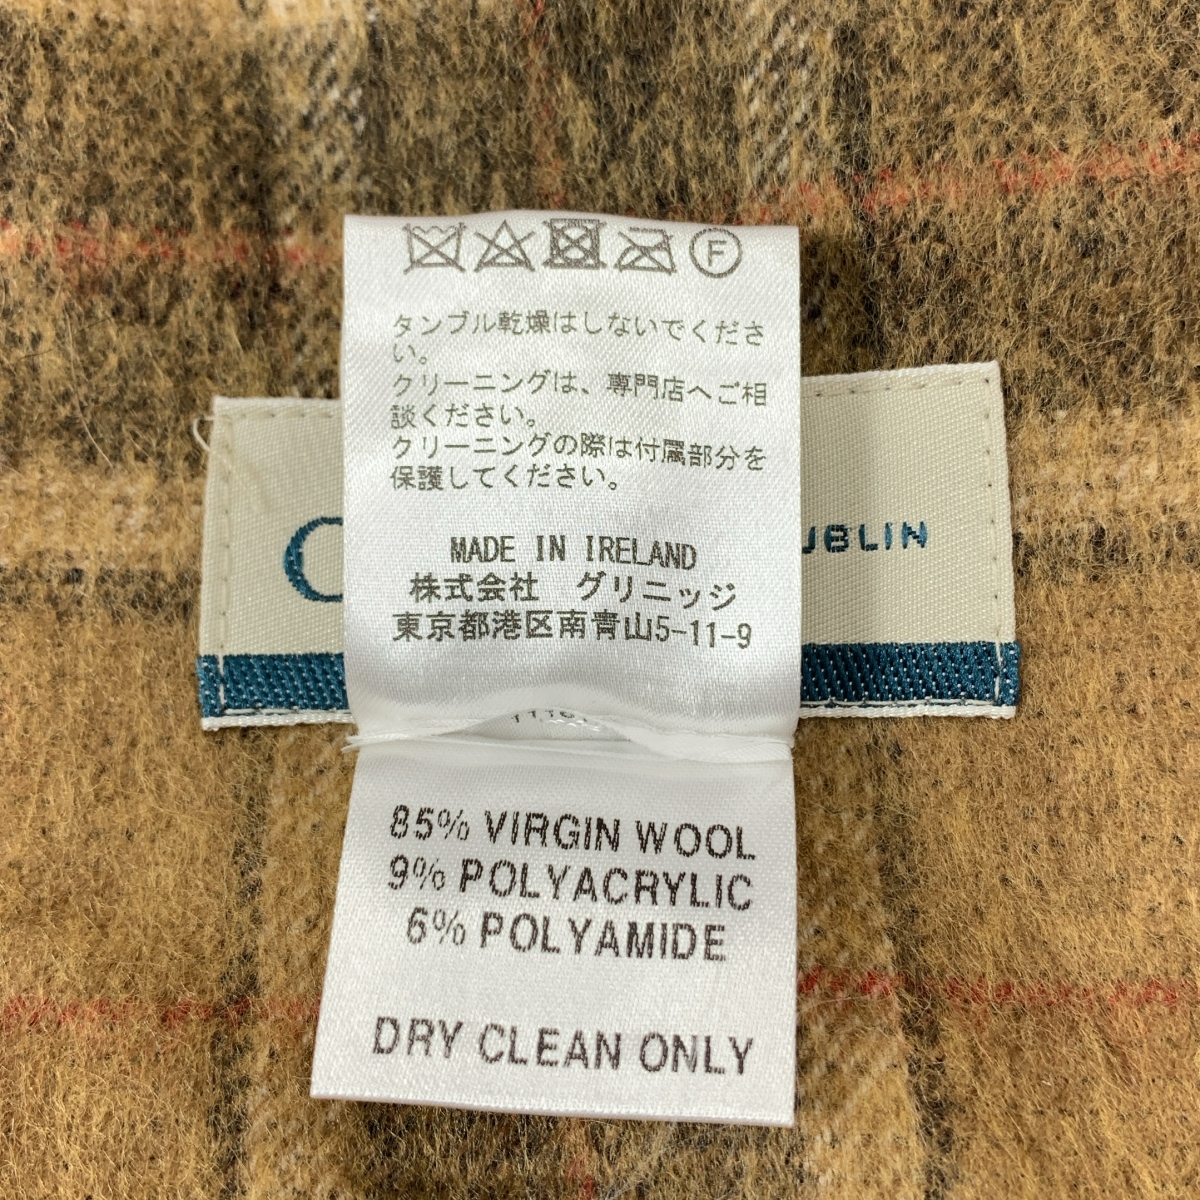 F
タンブル乾燥はしないでくださ
い。
クリーニングは、専門店へご相
談ください。
クリーニングの際は付属部分を
保護してください。
MADE IN IRELAND
株式会社 グリニッジ
東京都港区南青山5-11-9
85% VIRGIN WOOL
9% POLYACRYLIC
6% POLYAMIDE
DRY CLEAN ONLY